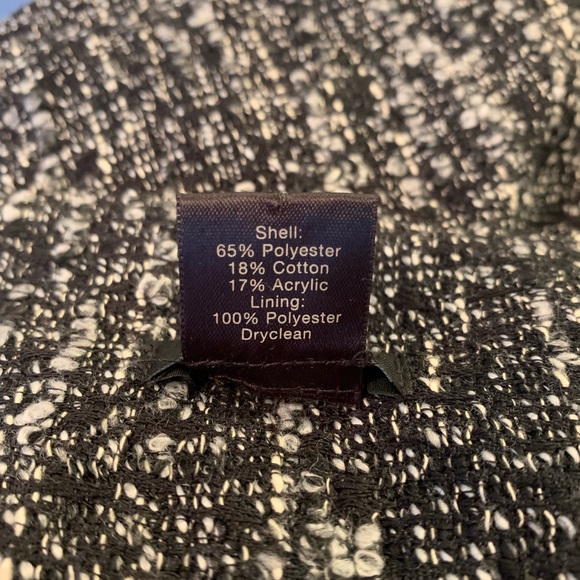 Shell:
65% Polyester
18% Cotton
17% Acrylic
Lining:
100% Polyester
Dryclean